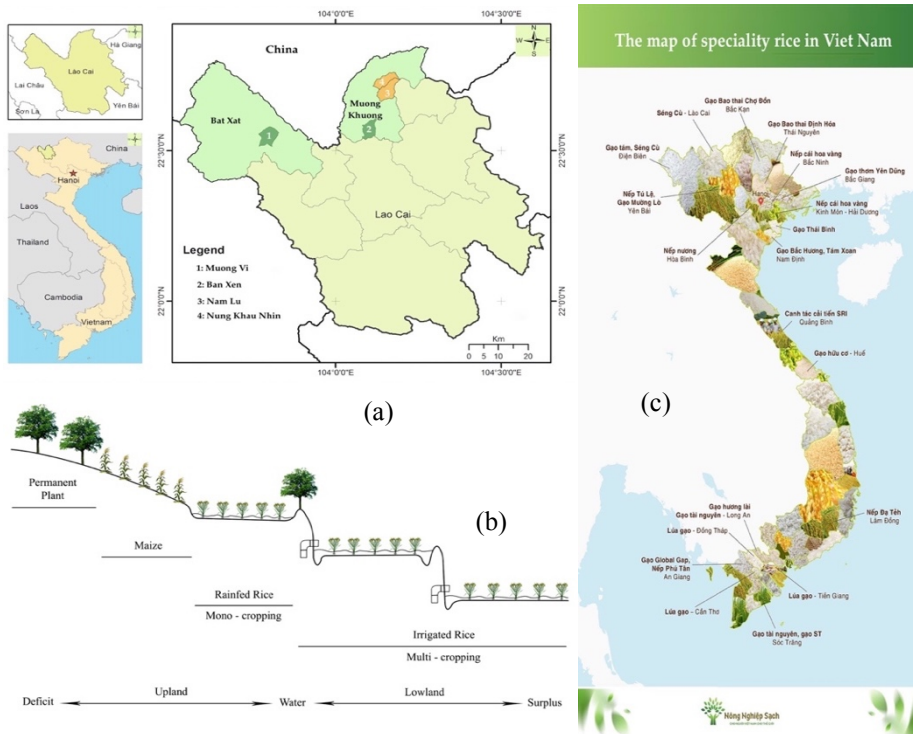 Hà Giang
Lào Cai
Lai Châu
Sơn La
Yên Bái
China
Hanoi
Laos
Thailand
Cambodia
Vietnam
104°0'0"E
104°30'0"E
China
N
W E
S
Bat Xat
Muong
Khuong
1
2
3
4
22°30'0"N
22°30'0"N
Lao Cai
Legend
1: Muong Vi
2: Ban Xen
3: Nam Lu
4: Nung Khau Nhin
22°0'0"N
22°0'0"N
Km
0 5 10 20
104°0'0"E
104°30'0"E
(a)
Permanent
Plant
Maize
(b)
Rainfed Rice
Mono - cropping
Irrigated Rice
Multi - cropping
Deficit
Upland
Water
Lowland
Surplus
The map of speciality rice in Viet Nam
Gạo Bao thai Chợ Đồn
Bắc Kạn
Séng Cù - Lào Cai
Gạo Bao thai Định Hóa
Thái Nguyên
Gạo tám, Séng Cù
Điện Biên
Nếp cái hoa vàng
Bắc Ninh
Gạo thơm Yên Dũng
Bắc Giang
Nếp Tú Lệ,
Gạo Mường Lò
Yên Bái
Hanoi
Nếp cái hoa vàng
Kinh Môn - Hải Dương
Gạo Thái Bình
Nếp nương
Hòa Bình
Gạo Bắc Hương, Tám Xoan
Nam Định
Canh tác cải tiến SRI
Quảng Bình
Gạo hữu cơ - Huế
(c)
Gạo hương lài
Gạo tài nguyên - Long An
Lúa gạo - Đồng Tháp
Nếp Đạ Tẻh
Lâm Đồng
Gạo Global Gap,
Nếp Phú Tân
An Giang
Lúa gạo - Tiền Giang
Lúa gạo - Cần Thơ
Gạo tài nguyên, gạo ST
Sóc Trăng
Nông Nghiệp Sạch